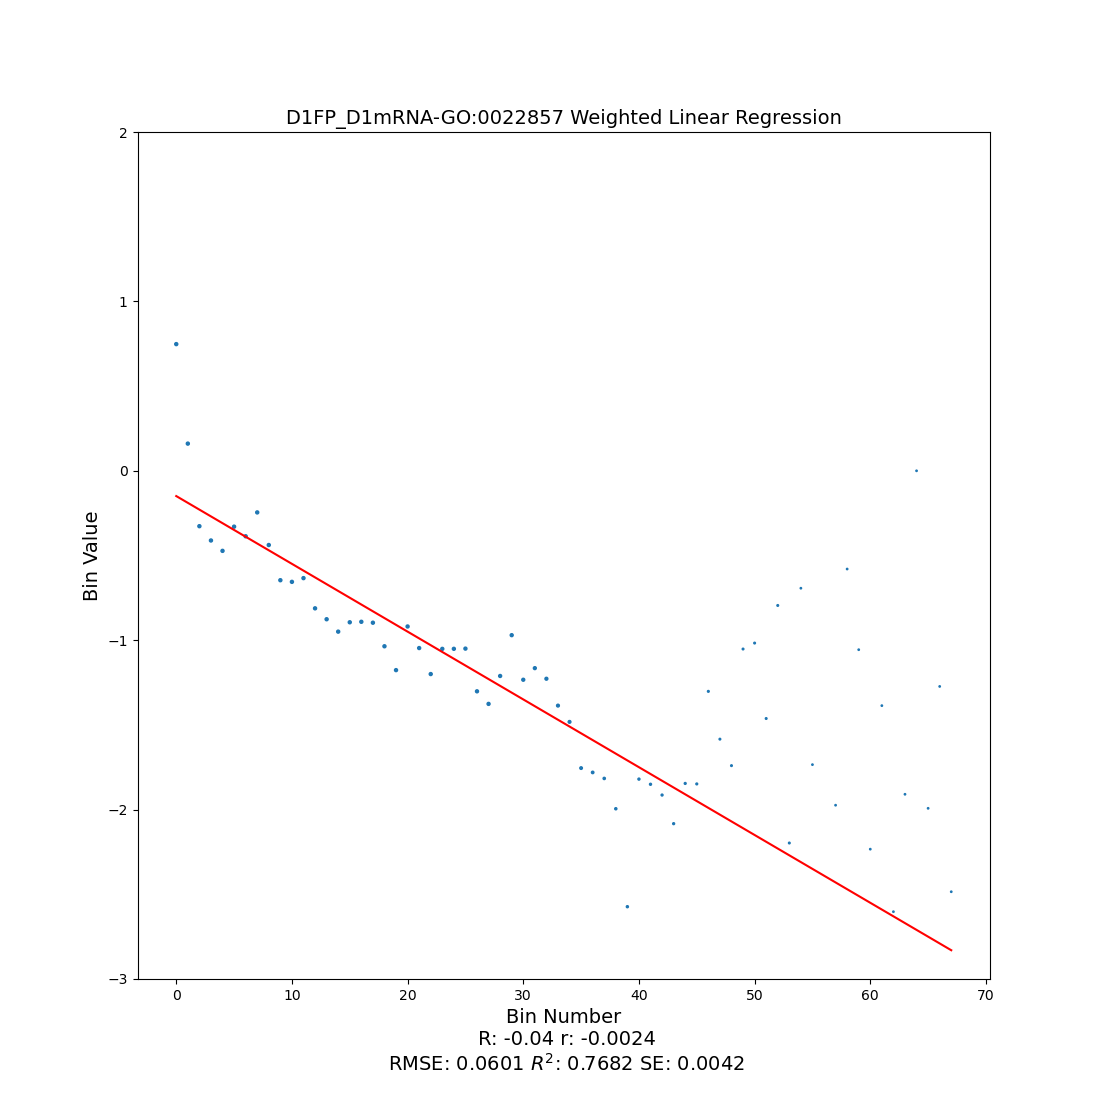 D1FP_D1mRNA-GO:0022857 Weighted Linear Regression
2
1
0
−1
−2
−3
Bin Value
0 10 20 30 40 50 60 70
Bin Number
R: -0.04 r: -0.0024
RMSE: 0.0601 R²: 0.7682 SE: 0.0042